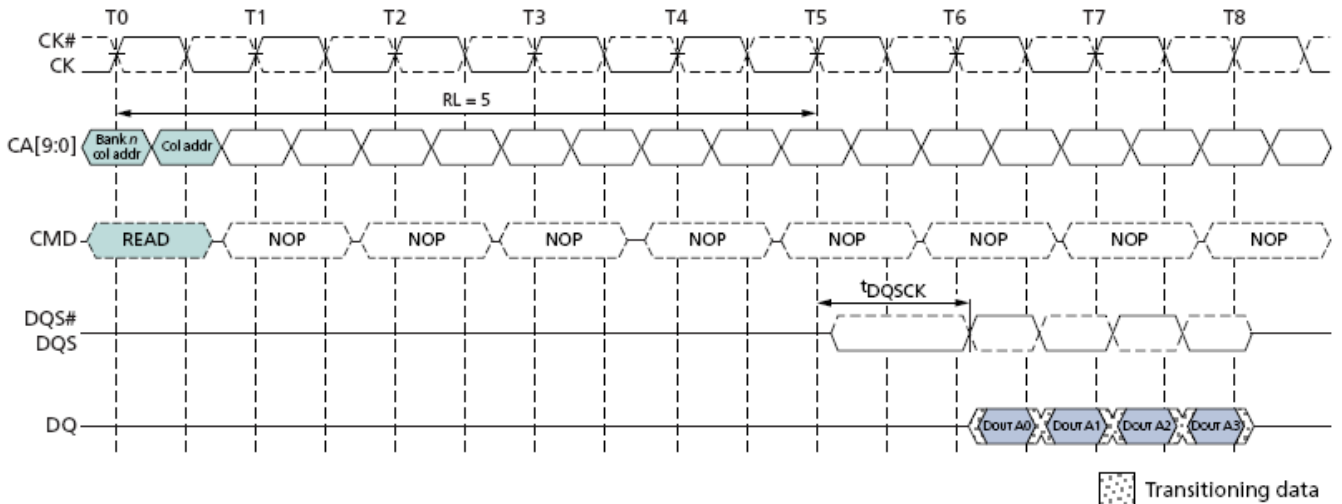 T0 T1 T2 T3 T4 T5 T6 T7 T8
CK#
CK
RL = 5
CA[9:0]
Bank n
col addr
Col addr
CMD READ NOP NOP NOP NOP NOP NOP NOP NOP
tDQSCK
DQS#
DQS
DQ DOUT A0 DOUT A1 DOUT A2 DOUT A3
Transitioning data